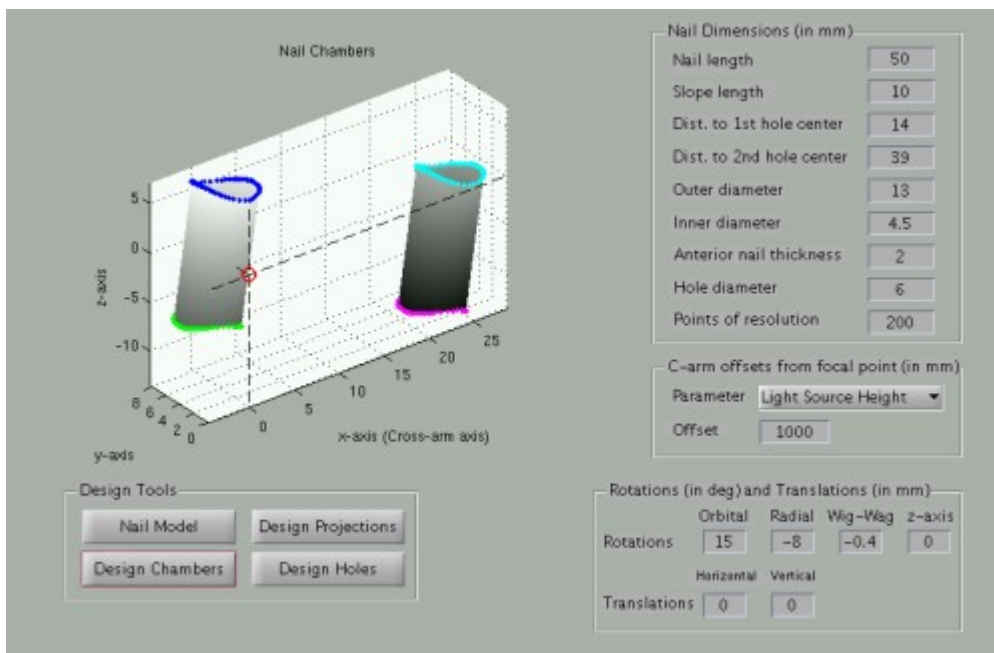 Nail Chambers
5
0
-5
-10
z-axis
8
6
4
2
0
y-axis
0
5
10
15
20
25
x-axis (Cross-arm axis)
Design Tools
Nail Model
Design Projections
Design Chambers
Design Holes
Nail Dimensions (in mm)
Nail length 50
Slope length 10
Dist. to 1st hole center 14
Dist. to 2nd hole center 39
Outer diameter 13
Inner diameter 4.5
Anterior nail thickness 2
Hole diameter 6
Points of resolution 200
C-arm offsets from focal point (in mm)
Parameter Light Source Height
Offset 1000
Rotations (in deg) and Translations (in mm)
Orbital Radial Wig-Wag z-axis
Rotations 15 -8 -0.4 0
Horizontal Vertical
Translations 0 0